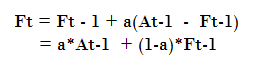 Ft = Ft - 1 + a(At-1 - Ft-1)
= a*At-1 + (1-a)*Ft-1